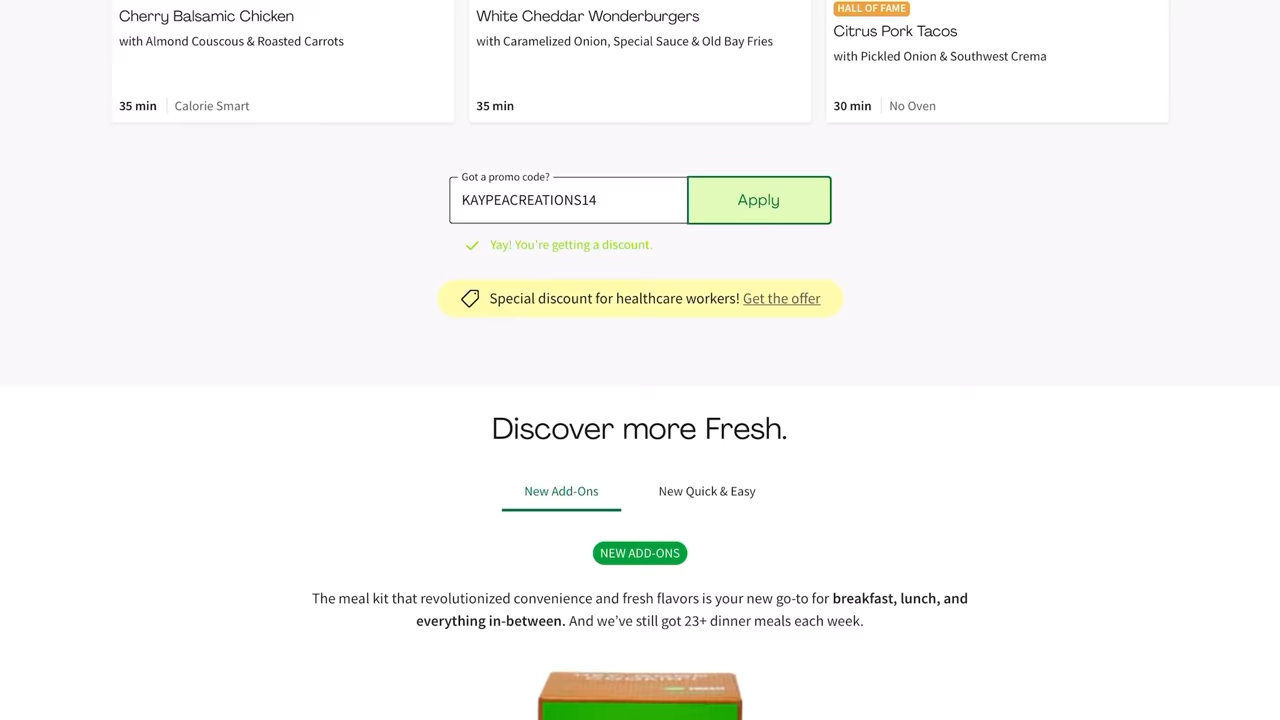 Cherry Balsamic Chicken
with Almond Couscous & Roasted Carrots
35 min
Calorie Smart
White Cheddar Wonderburgers
with Caramelized Onion, Special Sauce & Old Bay Fries
35 min
HALL OF FAME
Citrus Pork Tacos
with Pickled Onion & Southwest Crema
30 min
No Oven
Got a promo code?
KAYPEACREATIONS14
Apply
Yay! You're getting a discount.
Special discount for healthcare workers! Get the offer
Discover more Fresh.
New Add-Ons
New Quick & Easy
NEW ADD-ONS
The meal kit that revolutionized convenience and fresh flavors is your new go-to for breakfast, lunch, and
everything in-between. And we've still got 23+ dinner meals each week.